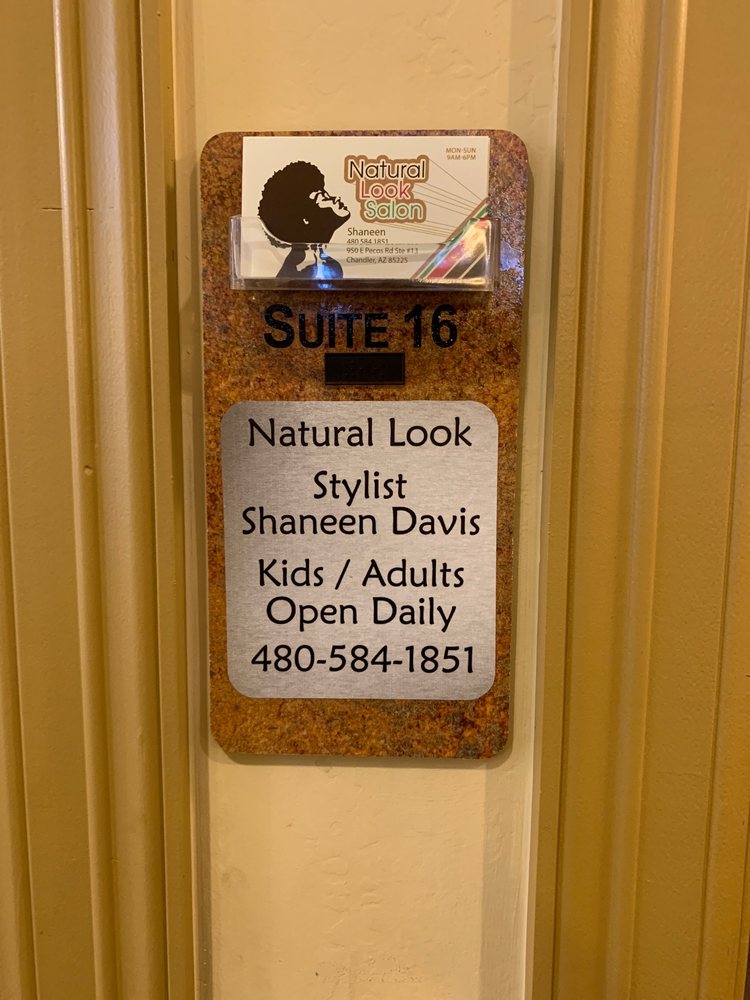 MON-SUN
9AM-6PM
Natural
Look
Salon
Shaneen
480 584 1851
950 E Pecos Rd Ste #13
Chandler, AZ 85225
SUITE 16
Natural Look
Stylist
Shaneen Davis
Kids / Adults
Open Daily
480-584-1851